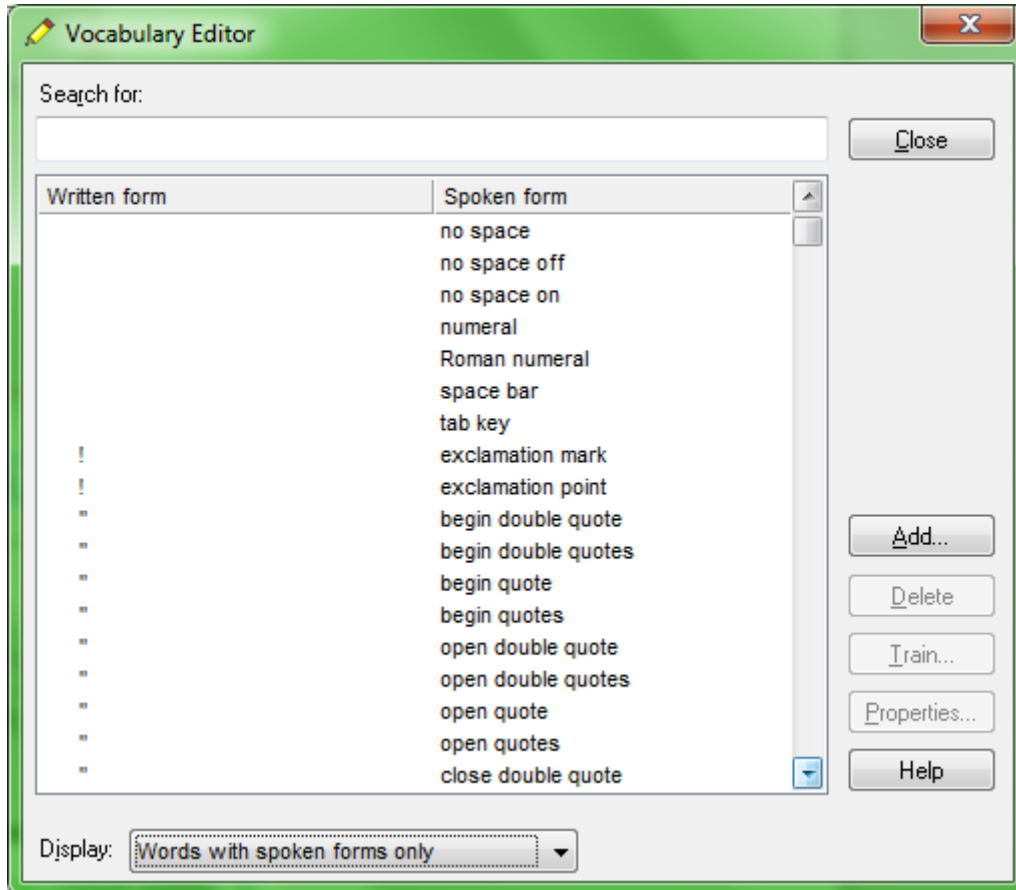 Vocabulary Editor
Search for:
Close
Written form Spoken form
no space
no space off
no space on
numeral
Roman numeral
space bar
tab key
! exclamation mark
! exclamation point
" begin double quote
" begin double quotes
" begin quote
" begin quotes
" open double quote
" open double quotes
" open quote
" open quotes
" close double quote
Add...
Delete
Train...
Properties...
Help
Display: Words with spoken forms only